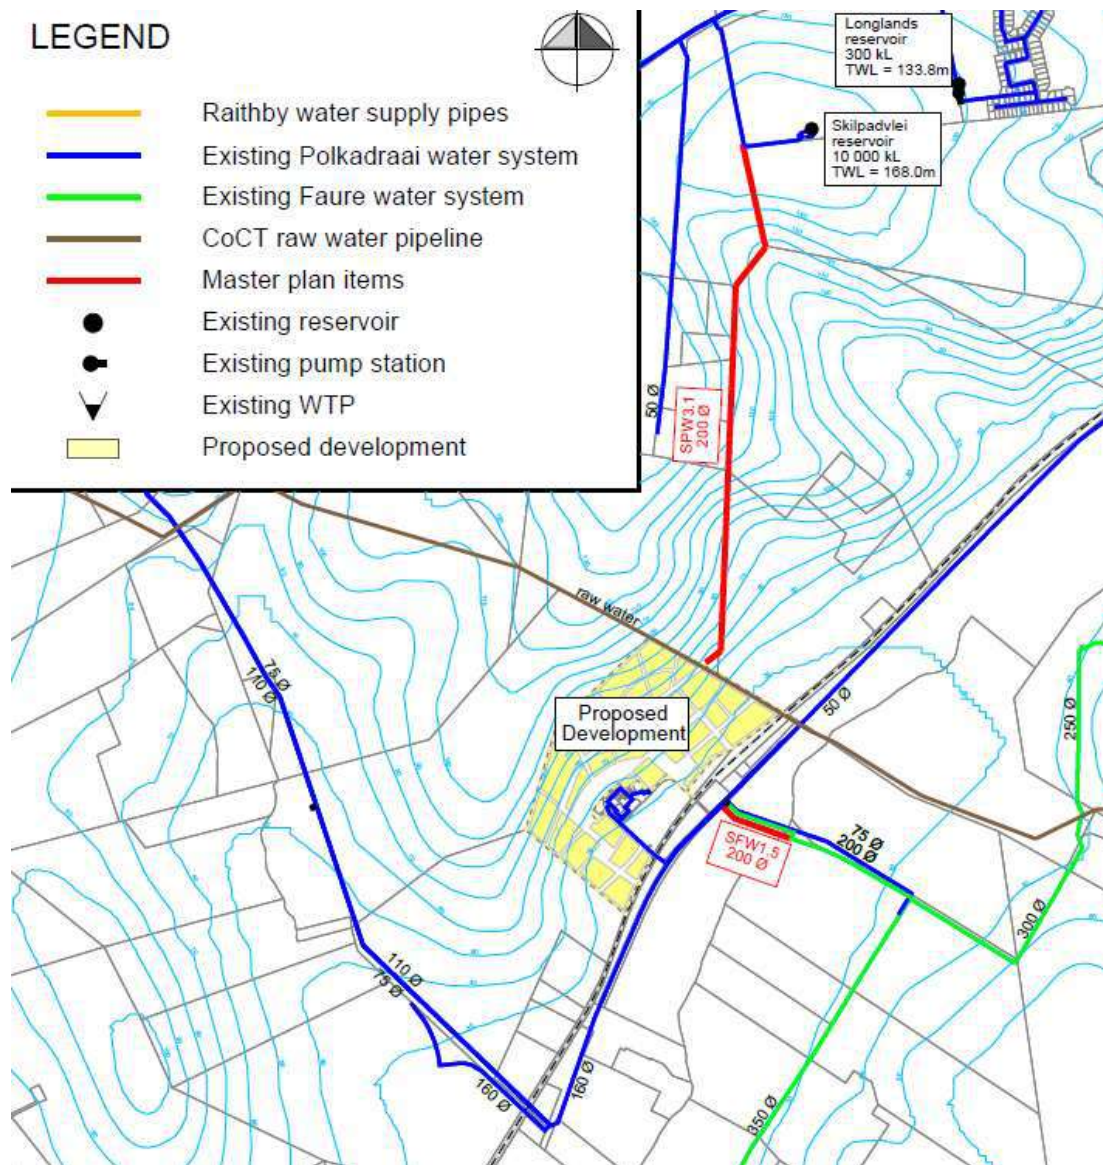 LEGEND
Raithby water supply pipes
Existing Polkadraai water system
Existing Faure water system
CoCT raw water pipeline
Master plan items
Existing reservoir
Existing pump station
Existing WTP
Proposed development
Longlands
reservoir
300 kL
TWL = 133.8m
Skilpadvlei
reservoir
10 000 kL
TWL = 168.0m
50 Ø
SPW3.1
200 Ø
raw water
75 Ø
110 Ø
Proposed
Development
50 Ø
250 Ø
SFW1.5
200 Ø
75 Ø
200 Ø
300 Ø
110 Ø
75 Ø
160 Ø
160 Ø
350 Ø